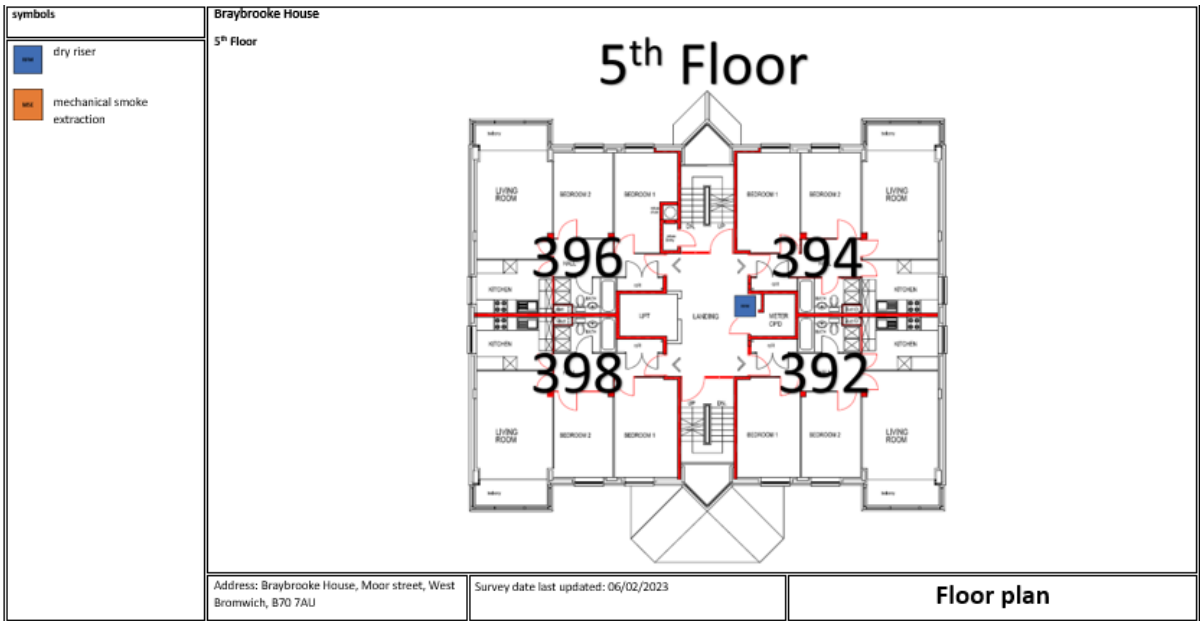 symbols
dry riser
mechanical smoke
extraction
Braybrooke House
5th Floor
5th Floor
LIVING
ROOM
BEDROOM 2
BEDROOM 1
UP
BEDROOM 1
BEDROOM 2
LIVING
ROOM
396
394
KITCHEN
KITCHEN
LIFT
LANDING
METER
CPD
KITCHEN
KITCHEN
398
392
LIVING
ROOM
BEDROOM 2
BEDROOM 1
BEDROOM 1
BEDROOM 2
LIVING
ROOM
Address: Braybrooke House, Moor street, West
Bromwich, B70 7AU
Survey date last updated: 06/02/2023
Floor plan